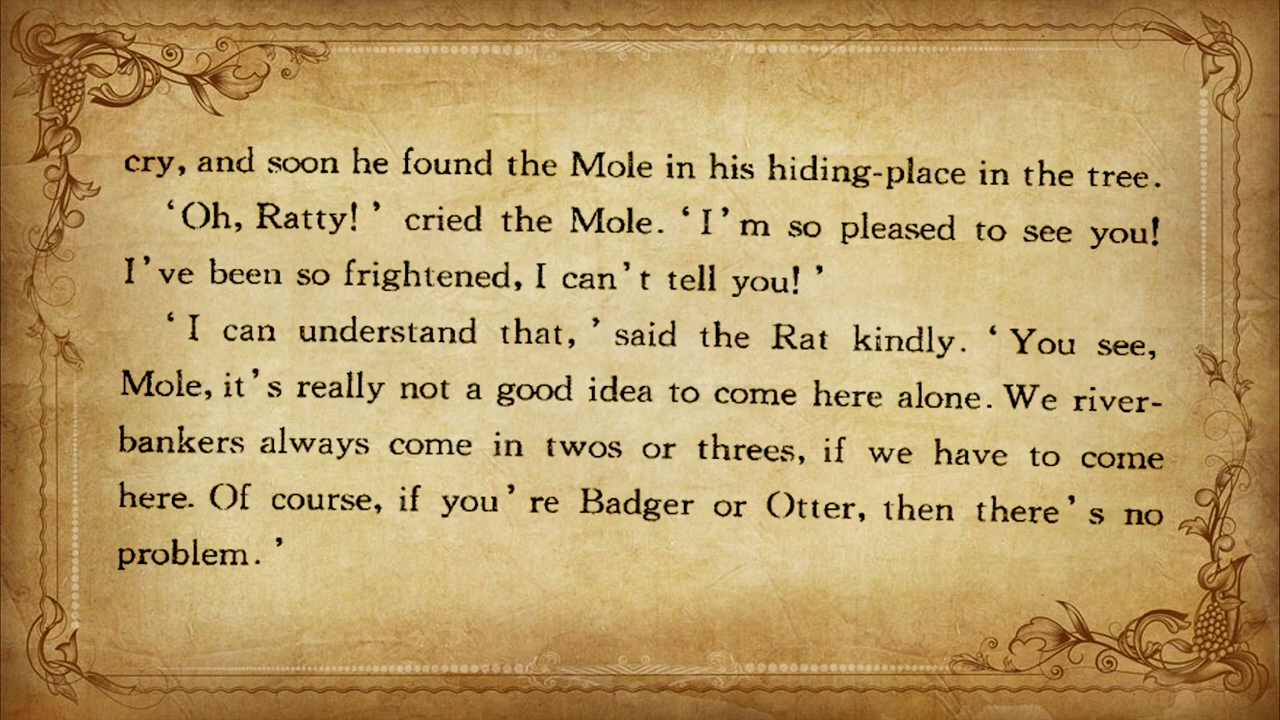 cry, and soon he found the Mole in his hiding-place in the tree.
‘Oh, Ratty! ’ cried the Mole. ‘I’m so pleased to see you!
I’ve been so frightened, I can’t tell you! ’
‘I can understand that, ’ said the Rat kindly. ‘You see,
Mole, it’s really not a good idea to come here alone. We river-
bankers always come in twos or threes, if we have to come
here. Of course, if you’re Badger or Otter, then there’s no
problem. ’